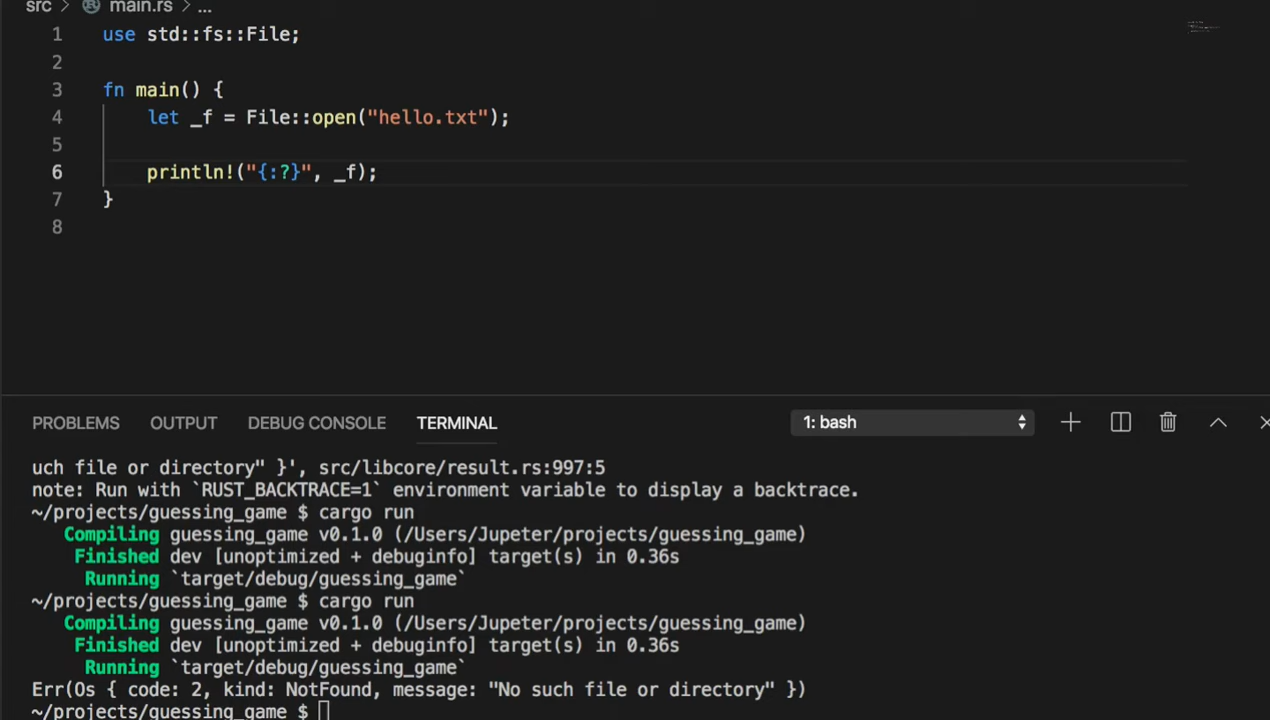 src > main.rs > ...
1 use std::fs::File;
2
3 fn main() {
4 let _f = File::open("hello.txt");
5
6 println!("{:?}", _f);
7 }
8
PROBLEMS OUTPUT DEBUG CONSOLE TERMINAL 1: bash
uch file or directory" }', src/libcore/result.rs:997:5
note: Run with `RUST_BACKTRACE=1` environment variable to display a backtrace.
~/projects/guessing_game $ cargo run
Compiling guessing_game v0.1.0 (/Users/Jupeter/projects/guessing_game)
Finished dev [unoptimized + debuginfo] target(s) in 0.36s
Running `target/debug/guessing_game`
~/projects/guessing_game $ cargo run
Compiling guessing_game v0.1.0 (/Users/Jupeter/projects/guessing_game)
Finished dev [unoptimized + debuginfo] target(s) in 0.36s
Running `target/debug/guessing_game`
Err(Os { code: 2, kind: NotFound, message: "No such file or directory" })
~/projects/guessing_game $